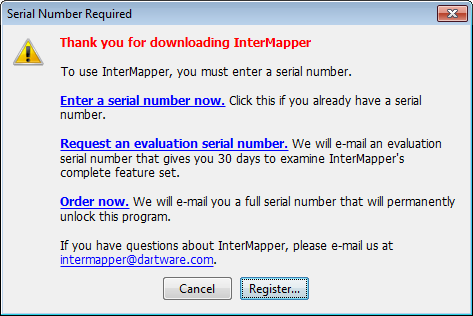 Serial Number Required
Thank you for downloading InterMapper
To use InterMapper, you must enter a serial number.
Enter a serial number now. Click this if you already have a serial
number.
Request an evaluation serial number. We will e-mail an evaluation
serial number that gives you 30 days to examine InterMapper's
complete feature set.
Order now. We will e-mail you a full serial number that will permanently
unlock this program.
If you have questions about InterMapper, please e-mail us at
intermapper@dartware.com.
Cancel Register...